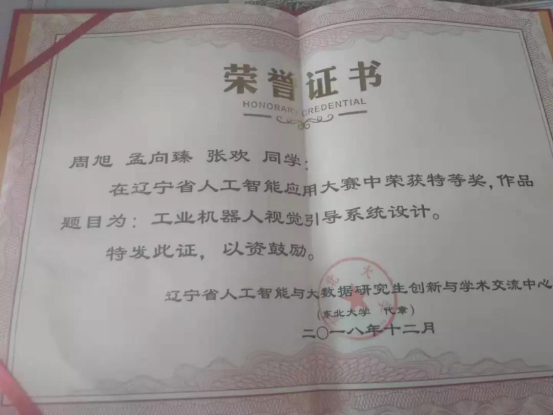 荣誉证书
HONORARY CREDENTIAL
周旭 孟向臻 张欢 同学:
在辽宁省人工智能应用大赛中荣获特等奖,作品
题目为:工业机器人视觉引导系统设计。
特发此证,以资鼓励。
辽宁省人工智能与大数据研究生创新与学术交流中心
(东北大学 代章)
二〇一八年十二月